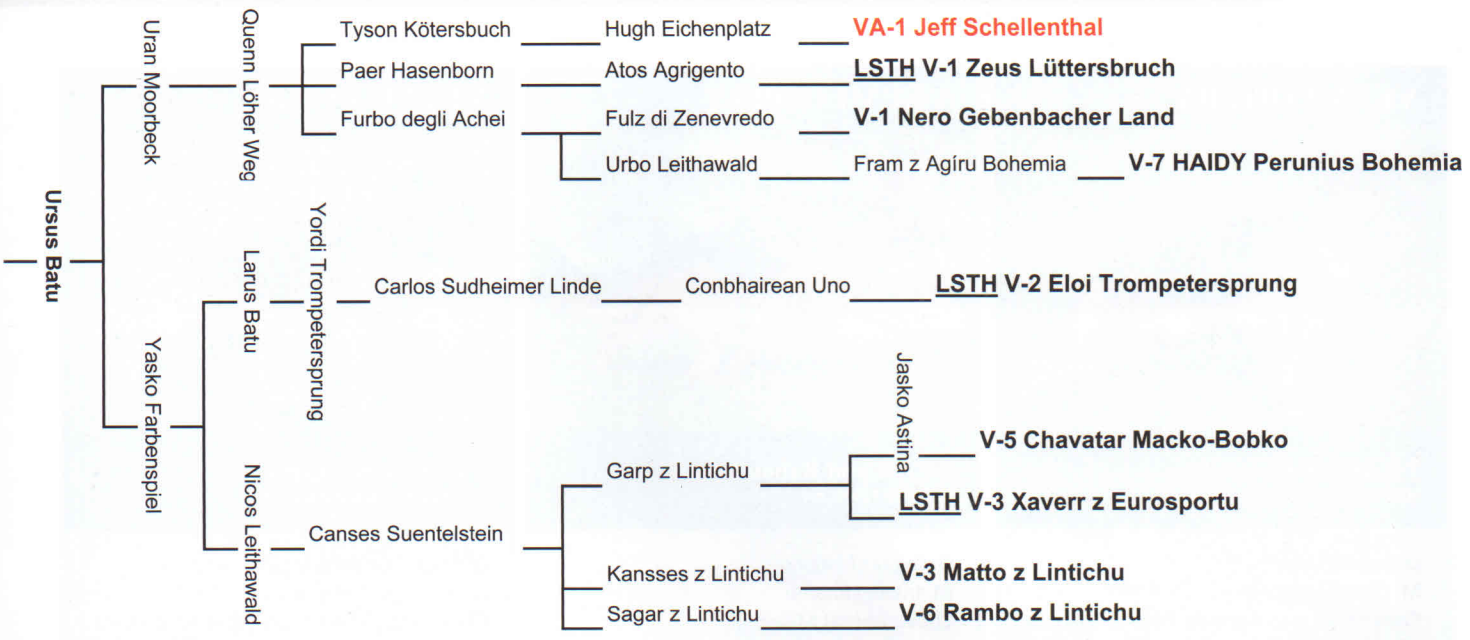 Ursus Batu
Uran Moorbeck
Quenn Löher Weg
Tyson Kötersbuch
Hugh Eichenplatz
VA-1 Jeff Schellenthal
Paer Hasenborn
Atos Agrigento
LSTH V-1 Zeus Lüttersbruch
Furbo degli Achei
Fulz di Zenevredo
V-1 Nero Gebenbacher Land
Urbo Leithawald
Fram z Agíru Bohemia
V-7 HAIDY Perunius Bohemia
Yasko Farbenspiel
Larus Batu
Yordi Trompetersprung
Carlos Sudheimer Linde
Conbhairean Uno
LSTH V-2 Eloi Trompetersprung
Nicos Leithawald
Canses Suentelstein
Garp z Lintichu
Jasko Astina
V-5 Chavatar Macko-Bobko
LSTH V-3 Xaverr z Eurosportu
Kansses z Lintichu
V-3 Matto z Lintichu
Sagar z Lintichu
V-6 Rambo z Lintichu